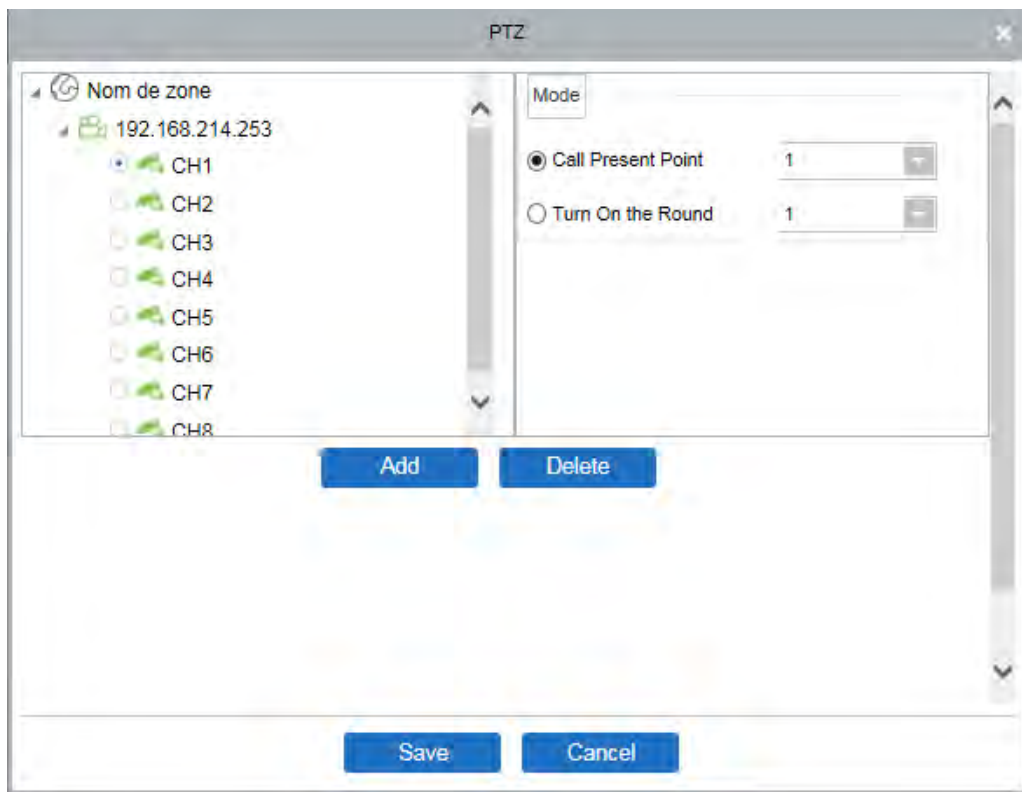 PTZ
Nom de zone
192.168.214.253
CH1
CH2
CH3
CH4
CH5
CH6
CH7
CH8
Mode
Call Present Point 1
Turn On the Round 1
Add Delete
Save Cancel